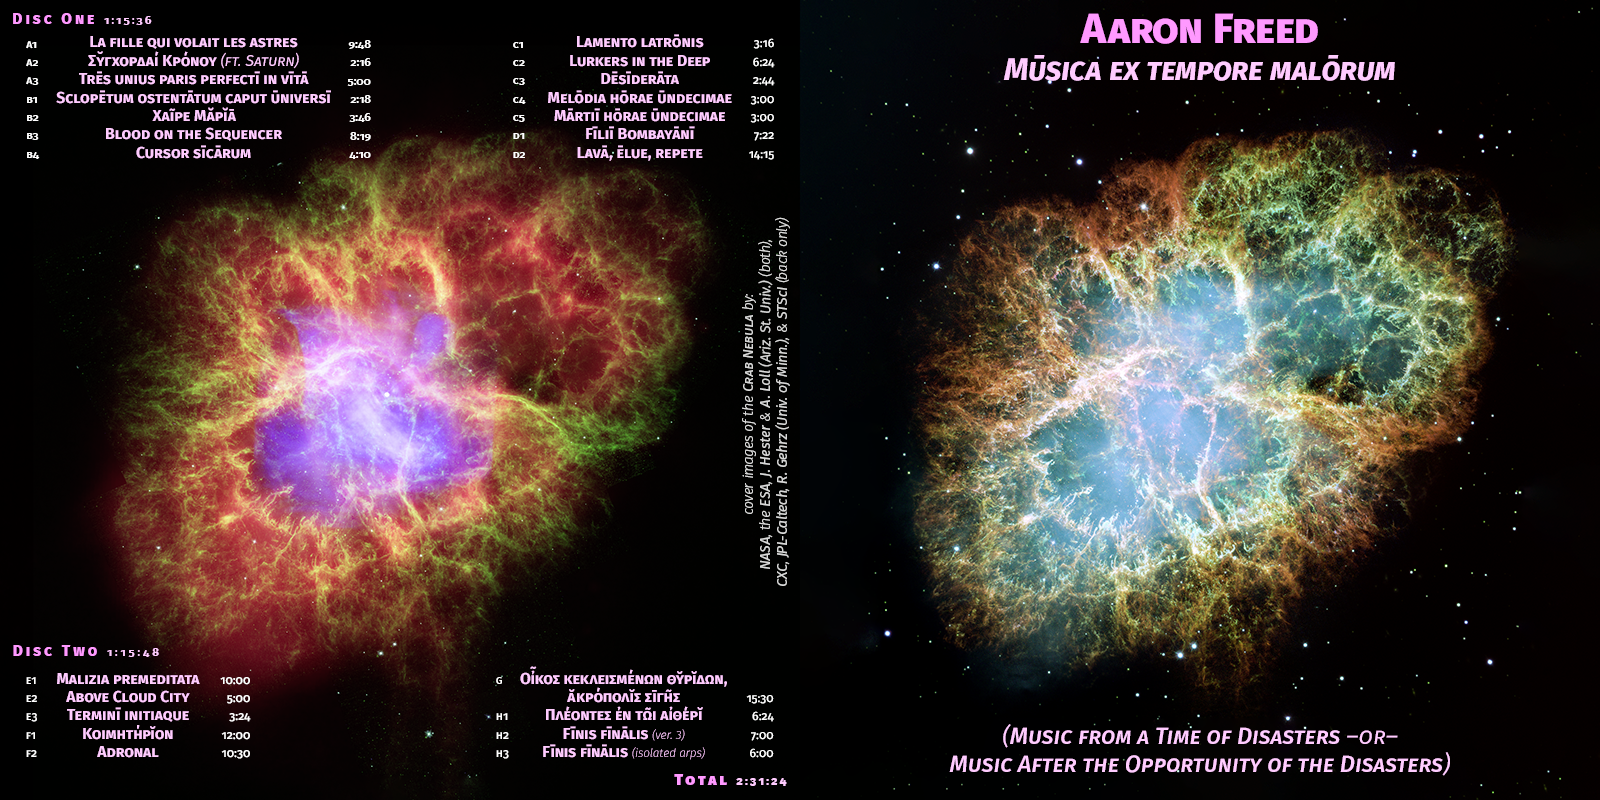 Disc One 1:15:36
A1 La fille qui volait les astres 9:48
A2 Σῠγχορδαί Κρόνου (ft. Saturn) 2:16
A3 Trēs unius paris perfectī in vītā 5:00
B1 Sclopētum ostentātum caput ūniversī 2:18
B2 Χαῖρε Μᾰρῐ́ᾱ 3:46
B3 Blood on the Sequencer 8:19
B4 Cursor sīcārum 4:10
C1 Lamento latrōnis 3:16
C2 Lurkers in the Deep 6:24
C3 Dēsīderāta 2:44
C4 Melōdia hōrae ūndecimae 3:00
C5 Mārtiī hōrae ūndecimae 3:00
D1 Fīliī Bombayānī 7:22
D2 Lavā, ēlue, repete 14:15
cover images of the Crab Nebula by:
NASA, the ESA, J. Hester & A. Loll (Ariz. St. Univ.) (both),
CXC, JPL-Caltech, R. Gehrz (Univ. of Minn.), & STScI (back only)
Disc Two 1:15:48
E1 Malizia premeditata 10:00
E2 Above Cloud City 5:00
E3 Terminī initiaque 3:24
F1 Κοιμητήρῐον 12:00
F2 Adronal 10:30
G Οἶκος κεκλεισμένων θῠρῐ́δων,
ᾰ̓κρόπολῐς σῑγῆς 15:30
H1 Πλέοντες ἐν τῶι αἰθέρῐ 6:24
H2 Fīnis fīnālis (ver. 3) 7:00
H3 Fīnis fīnālis (isolated arps) 6:00
Total 2:31:24
Aaron Freed
Mūsica ex tempore malōrum
(Music from a Time of Disasters –or–
Music After the Opportunity of the Disasters)